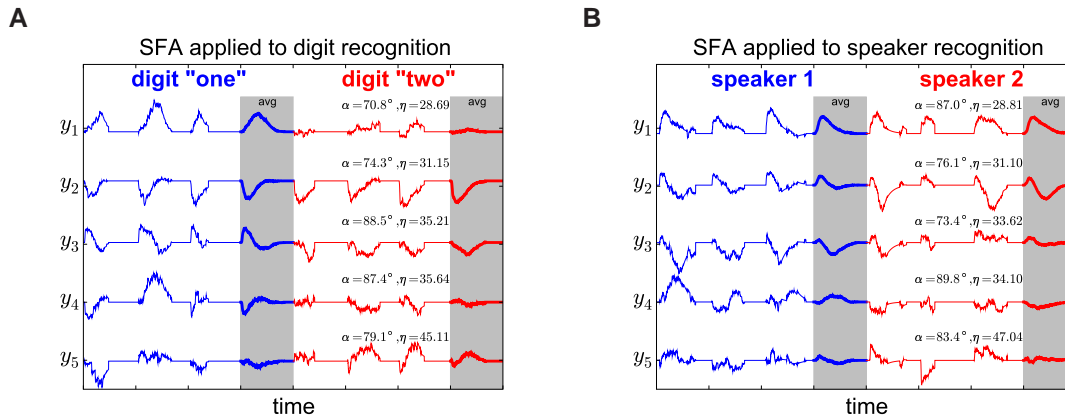 A
SFA applied to digit recognition
digit "one" digit "two"
avg avg
y1 α=70.8°,η=28.69
y2 α=74.3°,η=31.15
y3 α=88.5°,η=35.21
y4 α=87.4°,η=35.64
y5 α=79.1°,η=45.11
time
B
SFA applied to speaker recognition
speaker 1 speaker 2
avg avg
y1 α=87.0°,η=28.81
y2 α=76.1°,η=31.10
y3 α=73.4°,η=33.62
y4 α=89.8°,η=34.10
y5 α=83.4°,η=47.04
time